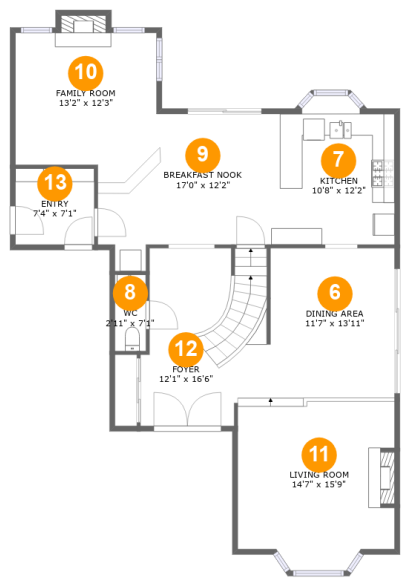 10
FAMILY ROOM
13'2" x 12'3"
9
BREAKFAST NOOK
17'0" x 12'2"
7
KITCHEN
10'8" x 12'2"
13
ENTRY
7'4" x 7'1"
8
WC
2'11" x 7'1"
6
DINING AREA
11'7" x 13'11"
12
FOYER
12'1" x 16'6"
11
LIVING ROOM
14'7" x 15'9"